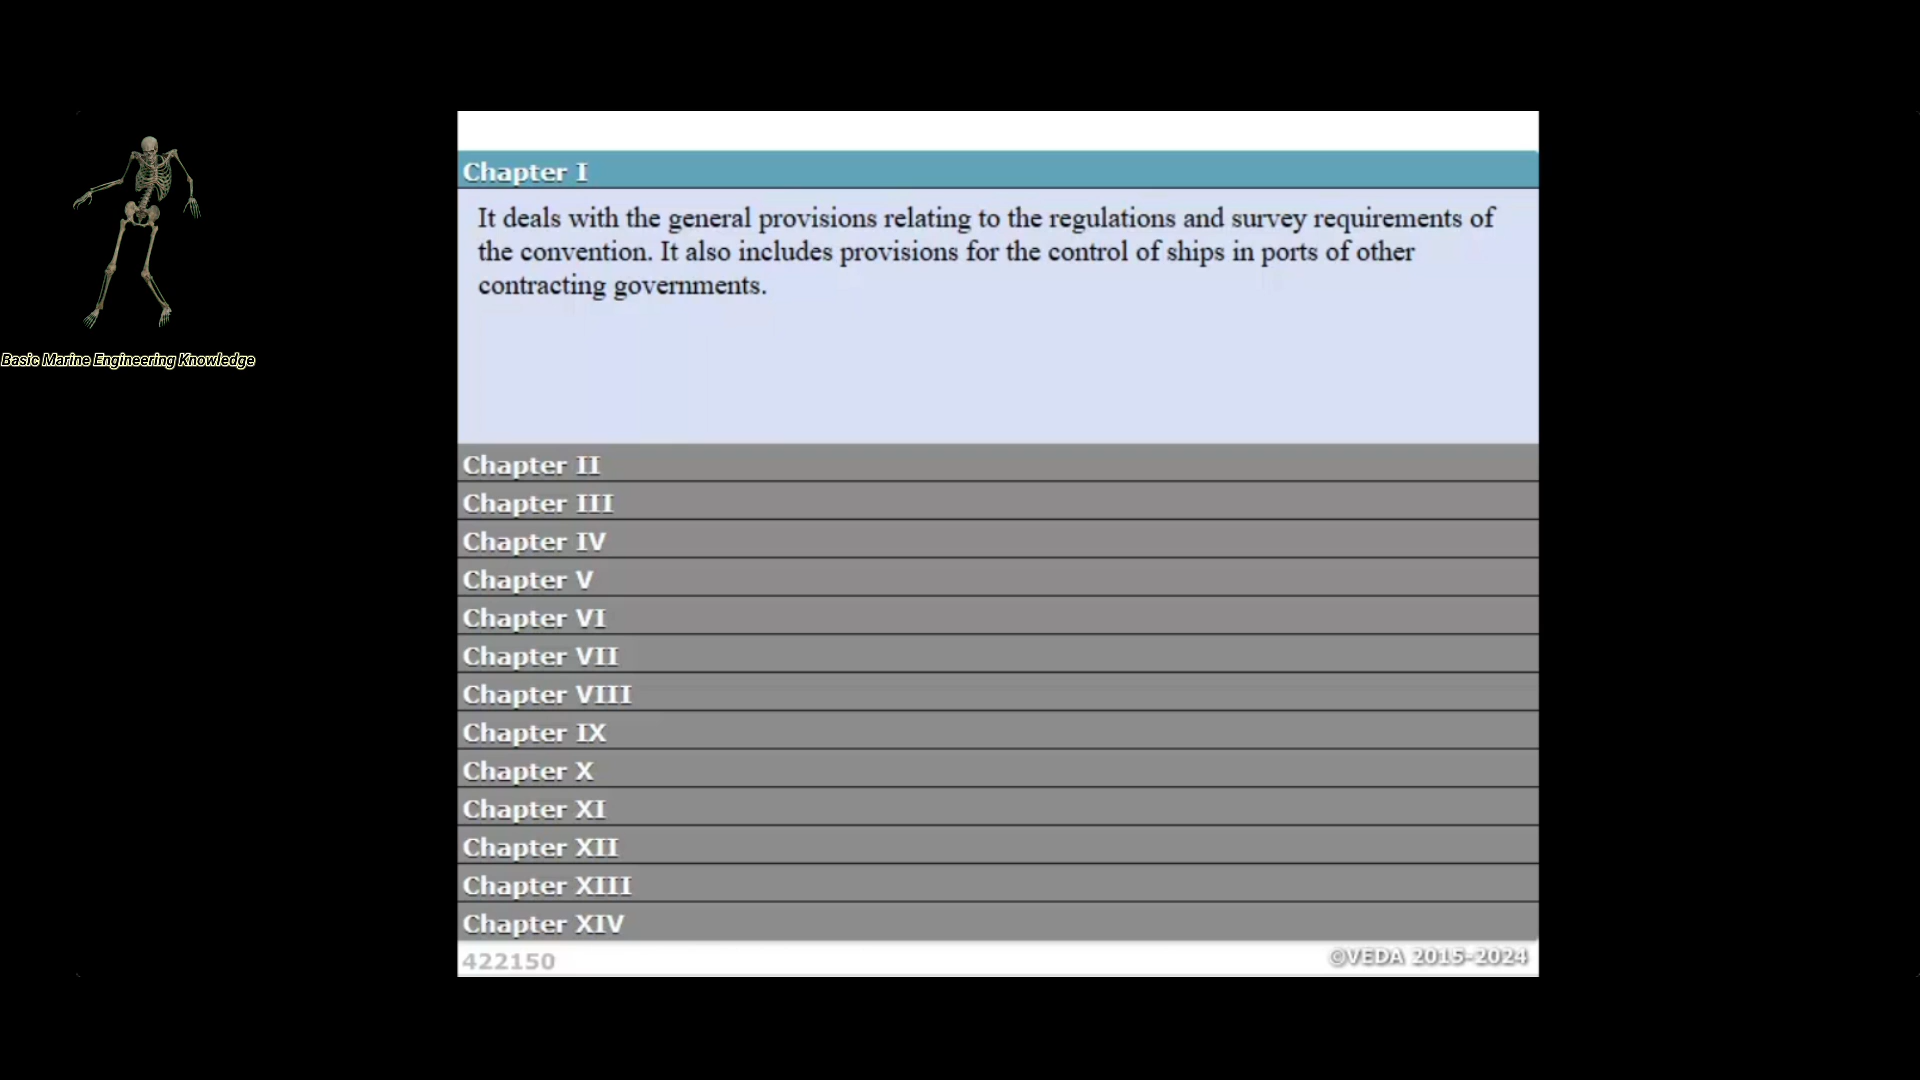 Chapter I
It deals with the general provisions relating to the regulations and survey requirements of
the convention. It also includes provisions for the control of ships in ports of other
contracting governments.
Basic Marine Engineering Knowledge
Chapter II
Chapter III
Chapter IV
Chapter V
Chapter VI
Chapter VII
Chapter VIII
Chapter IX
Chapter X
Chapter XI
Chapter XII
Chapter XIII
Chapter XIV
422150
©VEDA 2015-2024